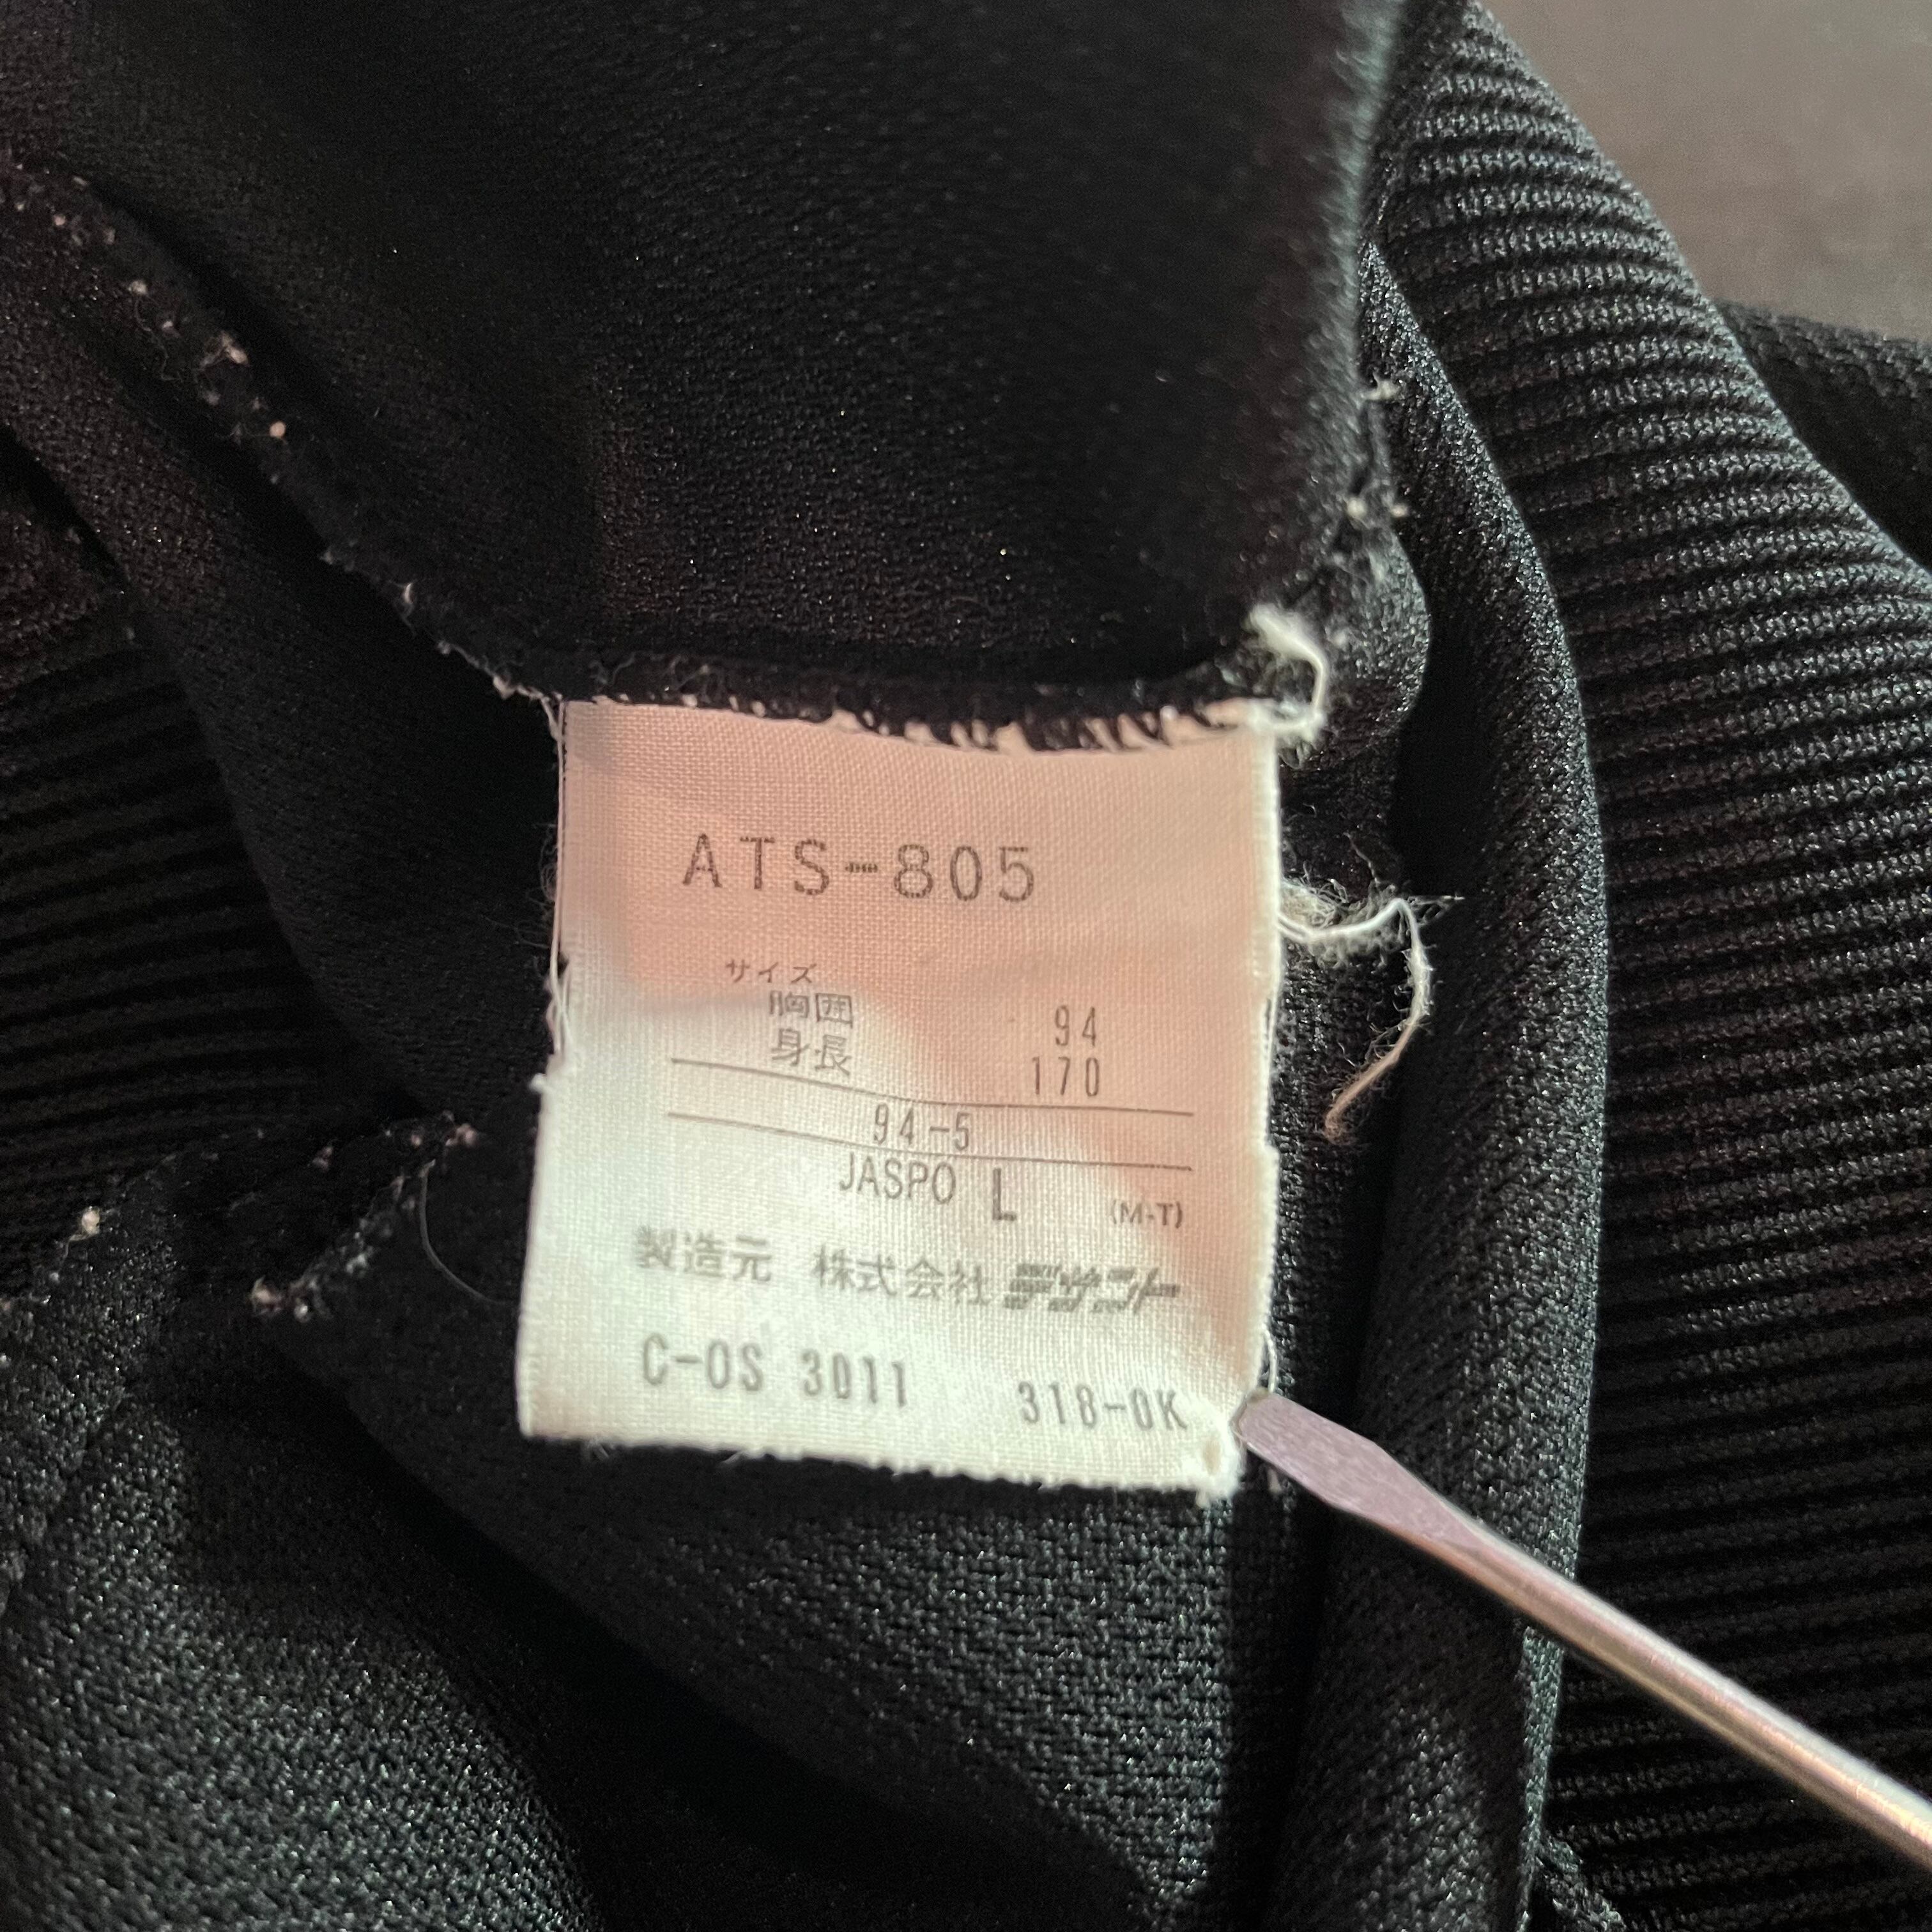 ATS-805
サイズ
胸囲 94
身長 170
94-5
JASPO L (M-T)
製造元 株式会社 デサント
C-OS 3011 318-OK